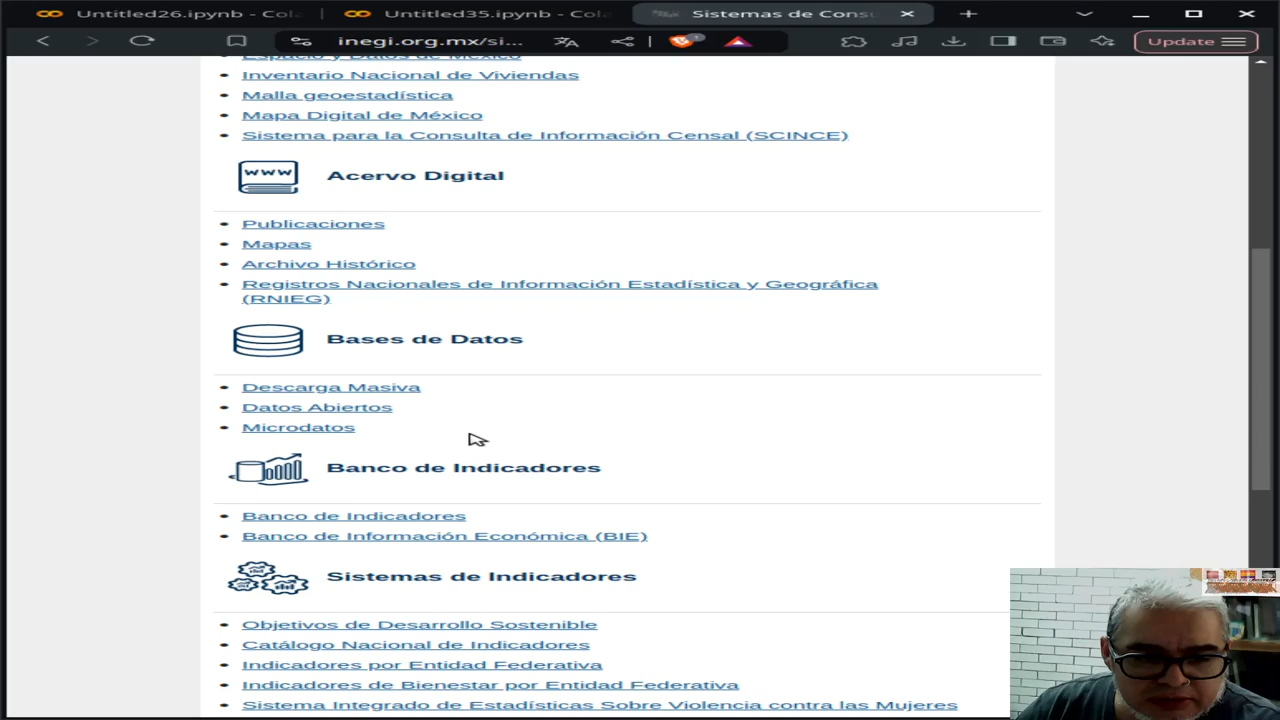 Untitled26.ipynb - Cola
Untitled35.ipynb - Cola
Sistemas de Cons
inegi.org.mx/si...
Update
Espacio y Datos de México
Inventario Nacional de Viviendas
Malla geoestadística
Mapa Digital de México
Sistema para la Consulta de Información Censal (SCINCE)
www
Acervo Digital
Publicaciones
Mapas
Archivo Histórico
Registros Nacionales de Información Estadística y Geográfica
(RNIEG)
Bases de Datos
Descarga Masiva
Datos Abiertos
Microdatos
Banco de Indicadores
Banco de Indicadores
Banco de Información Económica (BIE)
Sistemas de Indicadores
Objetivos de Desarrollo Sostenible
Catálogo Nacional de Indicadores
Indicadores por Entidad Federativa
Indicadores de Bienestar por Entidad Federativa
Sistema Integrado de Estadísticas Sobre Violencia contra las Mujeres